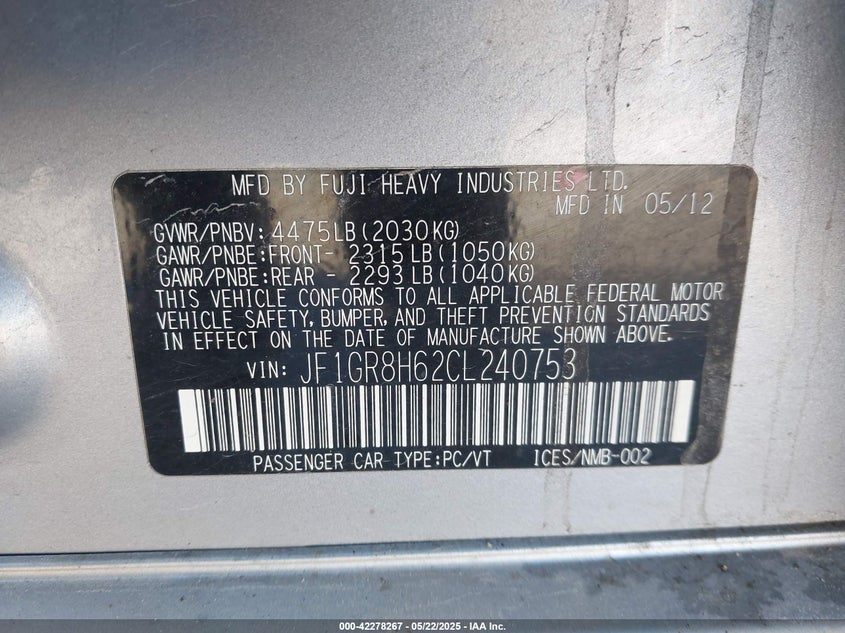 MFD BY FUJI HEAVY INDUSTRIES LTD.
MFD IN 05/12
GVWR/PNBV: 4475LB(2030KG)
GAWR/PNBE:FRONT- 2315LB(1050KG)
GAWR/PNBE:REAR - 2293LB(1040KG)
THIS VEHICLE CONFORMS TO ALL APPLICABLE FEDERAL MOTOR
VEHICLE SAFETY, BUMPER, AND THEFT PREVENTION STANDARDS
IN EFFECT ON THE DATE OF MANUFACTURE SHOWN ABOVE.
VIN: JF1GR8H62CL240753
PASSENGER CAR TYPE:PC/VT ICES/NMB-002
000-42278267 - 05/22/2025 - IAA Inc.